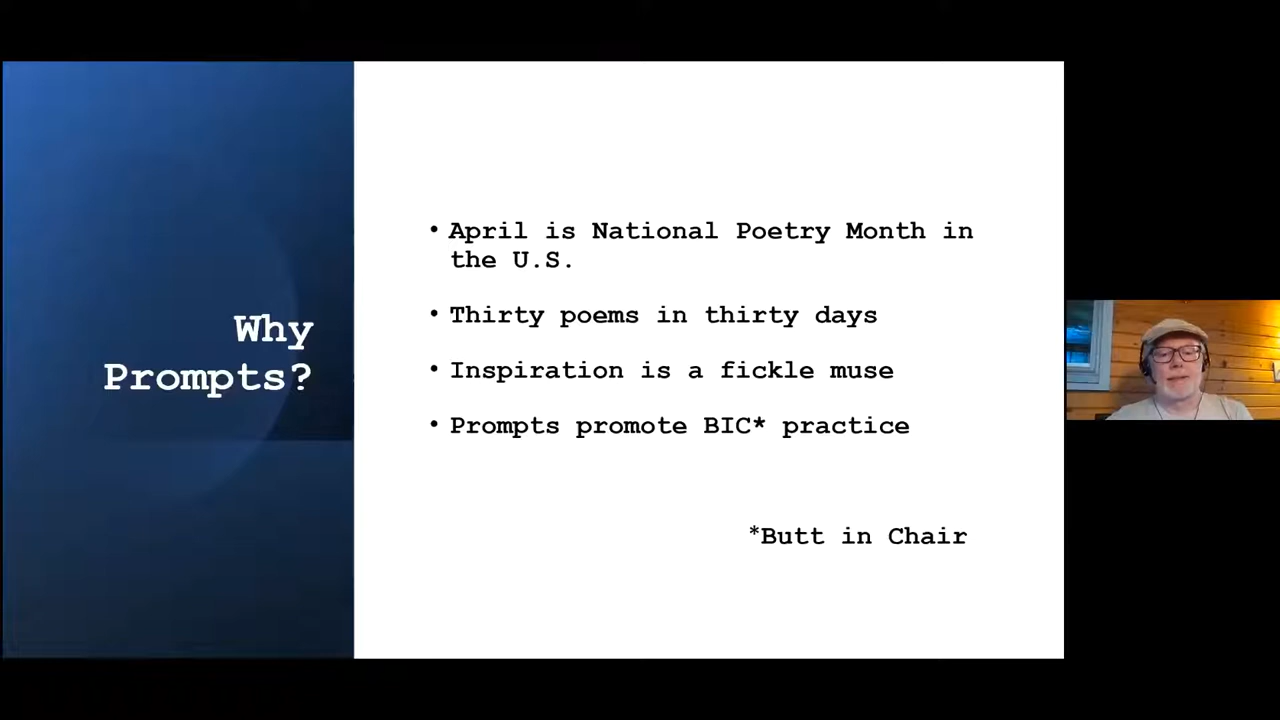 Why
Prompts?
• April is National Poetry Month in
the U.S.
• Thirty poems in thirty days
• Inspiration is a fickle muse
• Prompts promote BIC* practice
*Butt in Chair